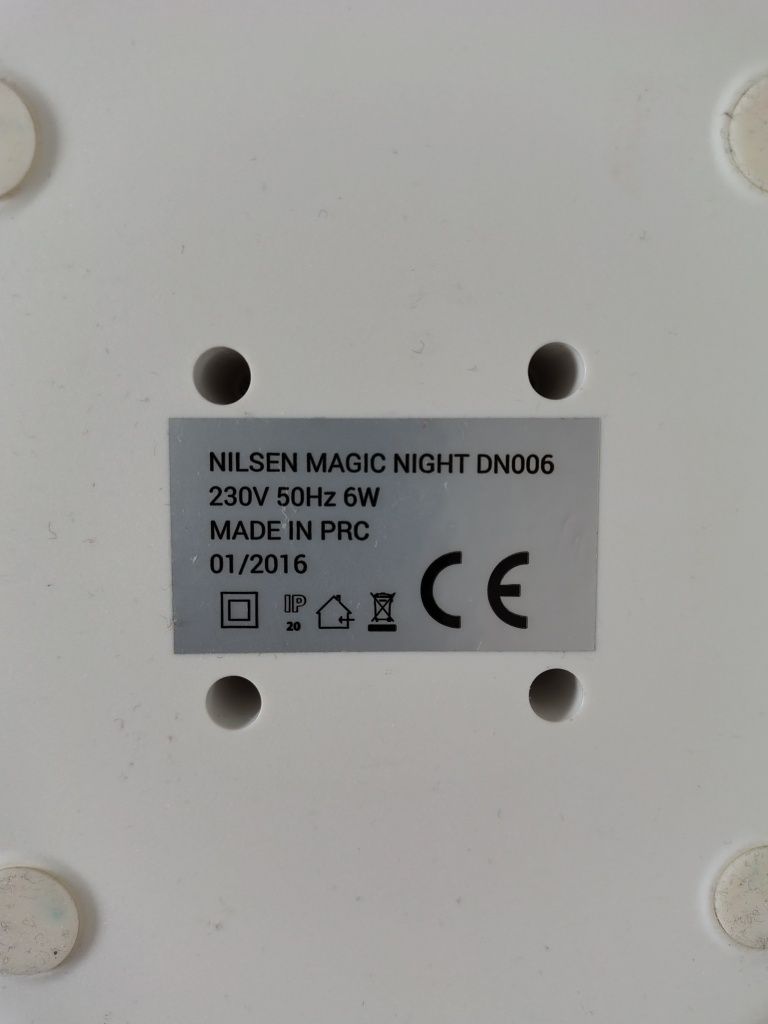 NILSEN MAGIC NIGHT DN006
230V 50Hz 6W
MADE IN PRC
01/2016
IP
20
CE